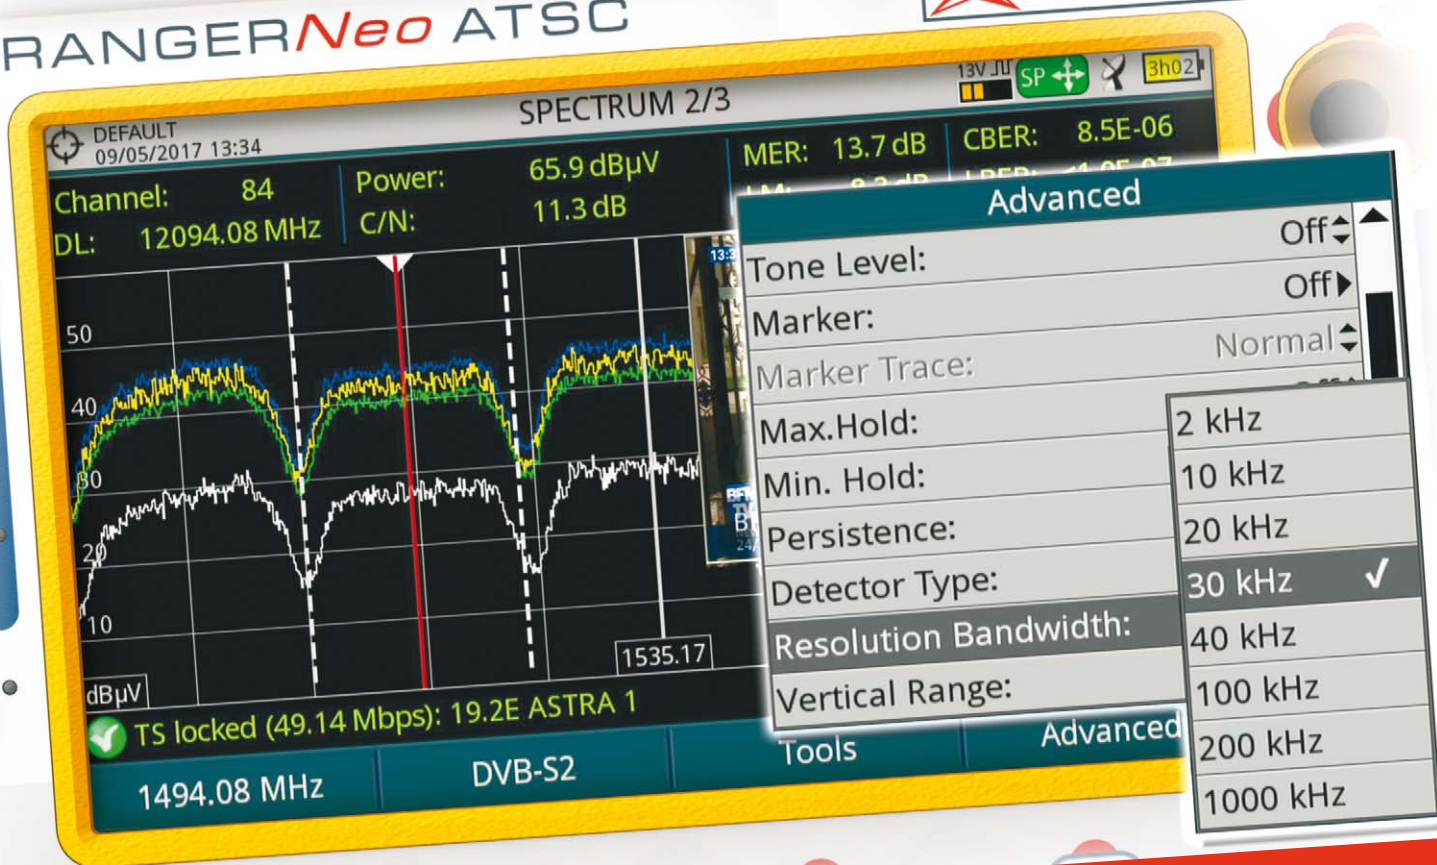 RANGERNeo ATSC
DEFAULT
09/05/2017 13:34
SPECTRUM 2/3
13V
SP
3h02
Channel: 84
DL: 12094.08 MHz
Power: 65.9 dBµV
C/N: 11.3 dB
MER: 13.7 dB
CBER: 8.5E-06
50
40
30
20
10
dBµV
1535.17
TS locked (49.14 Mbps): 19.2E ASTRA 1
1494.08 MHz
DVB-S2
Tools
Advanced
Advanced
Tone Level: Off
Marker: Off
Marker Trace: Normal
Max.Hold:
Min. Hold:
Persistence:
Detector Type:
Resolution Bandwidth:
Vertical Range:
2 kHz
10 kHz
20 kHz
30 kHz
40 kHz
100 kHz
200 kHz
1000 kHz